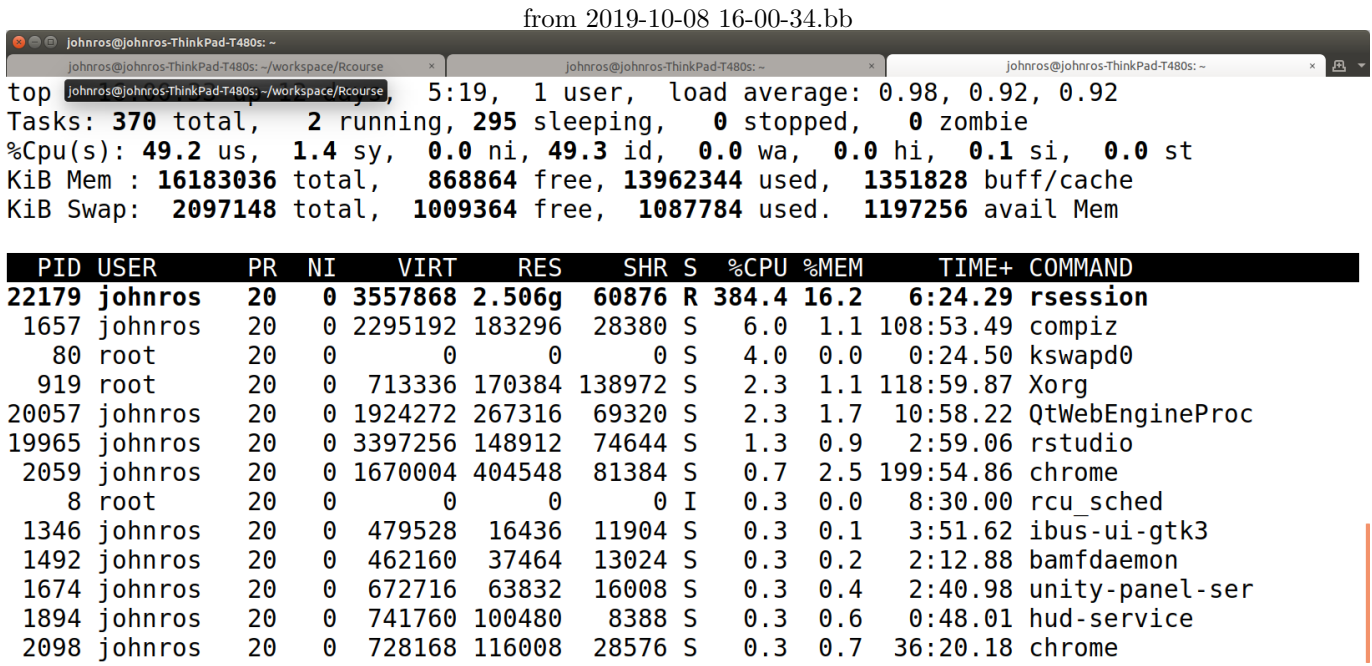 from 2019-10-08 16-00-34.bb
johnros@johnros-ThinkPad-T480s: ~
johnros@johnros-ThinkPad-T480s: ~/workspace/Rcourse × johnros@johnros-ThinkPad-T480s: ~ × johnros@johnros-ThinkPad-T480s: ~ ×
johnros@johnros-ThinkPad-T480s: ~/workspace/Rcourse
top 5:19, 1 user, load average: 0.98, 0.92, 0.92
Tasks: 370 total, 2 running, 295 sleeping, 0 stopped, 0 zombie
%Cpu(s): 49.2 us, 1.4 sy, 0.0 ni, 49.3 id, 0.0 wa, 0.0 hi, 0.1 si, 0.0 st
KiB Mem : 16183036 total, 868864 free, 13962344 used, 1351828 buff/cache
KiB Swap: 2097148 total, 1009364 free, 1087784 used. 1197256 avail Mem
PID USER PR NI VIRT RES SHR S %CPU %MEM TIME+ COMMAND
22179 johnros 20 0 3557868 2.506g 60876 R 384.4 16.2 6:24.29 rsession
1657 johnros 20 0 2295192 183296 28380 S 6.0 1.1 108:53.49 compiz
80 root 20 0 0 0 0 S 4.0 0.0 0:24.50 kswapd0
919 root 20 0 713336 170384 138972 S 2.3 1.1 118:59.87 Xorg
20057 johnros 20 0 1924272 267316 69320 S 2.3 1.7 10:58.22 QtWebEngineProc
19965 johnros 20 0 3397256 148912 74644 S 1.3 0.9 2:59.06 rstudio
2059 johnros 20 0 1670004 404548 81384 S 0.7 2.5 199:54.86 chrome
8 root 20 0 0 0 0 I 0.3 0.0 8:30.00 rcu_sched
1346 johnros 20 0 479528 16436 11904 S 0.3 0.1 3:51.62 ibus-ui-gtk3
1492 johnros 20 0 462160 37464 13024 S 0.3 0.2 2:12.88 bamfdaemon
1674 johnros 20 0 672716 63832 16008 S 0.3 0.4 2:40.98 unity-panel-ser
1894 johnros 20 0 741760 100480 8388 S 0.3 0.6 0:48.01 hud-service
2098 johnros 20 0 728168 116008 28576 S 0.3 0.7 36:20.18 chrome